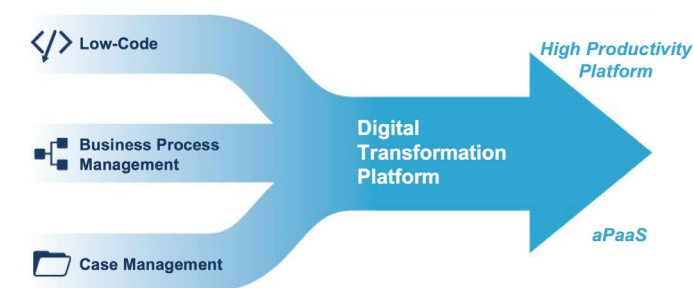 Low-Code
Business Process
Management
Case Management
Digital
Transformation
Platform
High Productivity
Platform
aPaaS